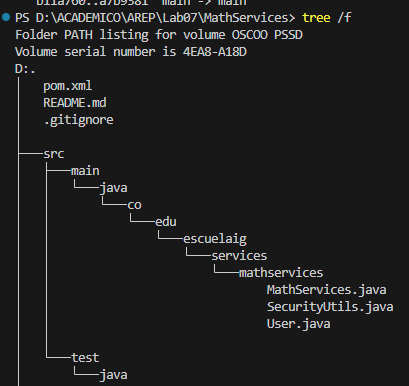 b11a700..a7b9381  main -> main
PS D:\ACADEMICO\AREP\Lab07\MathServices> tree /f
Folder PATH listing for volume OSCOO PSSD
Volume serial number is 4EA8-A18D
D:.
│   pom.xml
│   README.md
│   .gitignore
│
├───src
│   ├───main
│   │   └───java
│   │       └───co
│   │           └───edu
│   │               └───escuelaig
│   │                   └───services
│   │                       └───mathservices
│   │                               MathServices.java
│   │                               SecurityUtils.java
│   │                               User.java
│   │
│   └───test
│       └───java